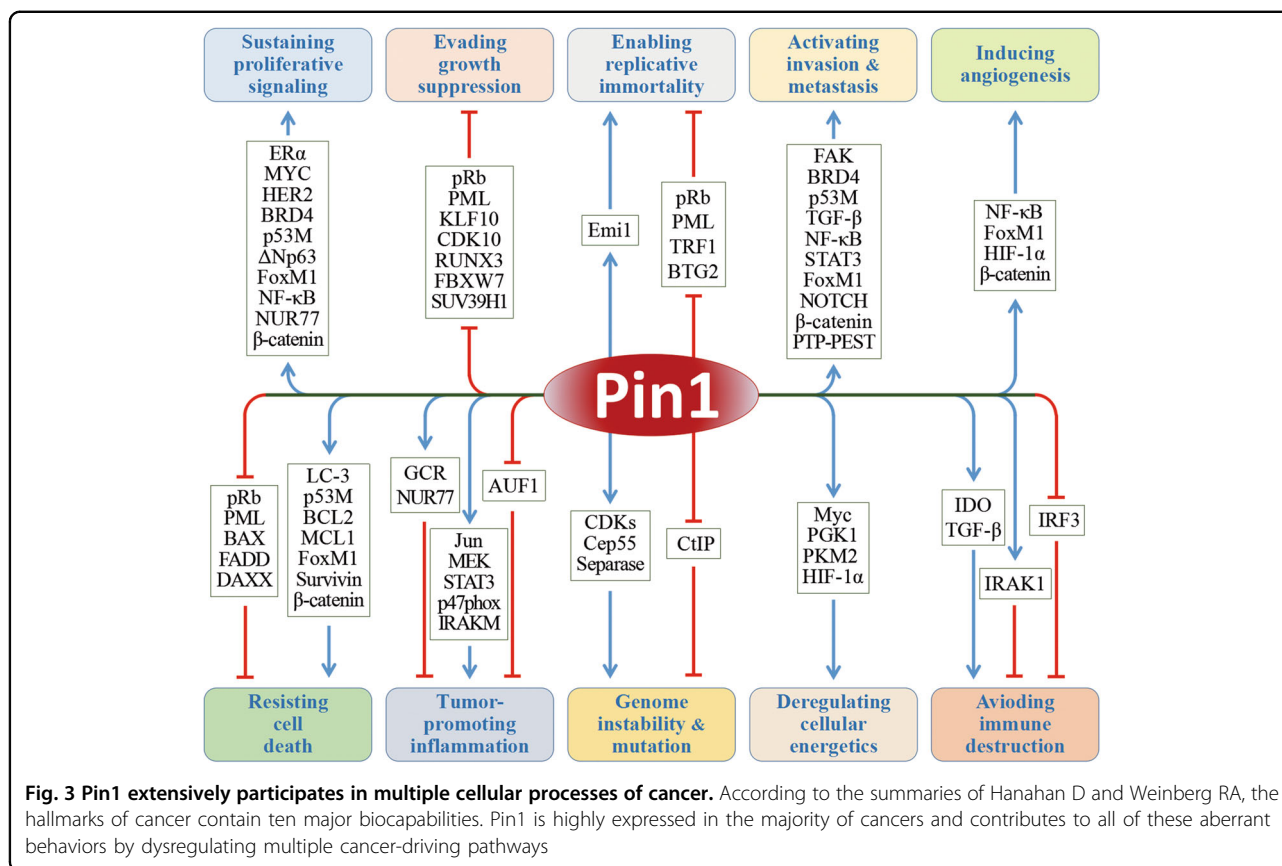 Sustaining
proliferative
signaling
Evading
growth
suppression
Enabling
replicative
immortality
Activating
invasion &
metastasis
Inducing
angiogenesis
ERα
MYC
HER2
BRD4
p53M
ΔNp63
FoxM1
NF-κB
NUR77
β-catenin
pRb
PML
KLF10
CDK10
RUNX3
FBXW7
SUV39H1
Emi1
pRb
PML
TRF1
BTG2
FAK
BRD4
p53M
TGF-β
NF-κB
STAT3
FoxM1
NOTCH
β-catenin
PTP-PEST
NF-κB
FoxM1
HIF-1α
β-catenin
Pin1
pRb
PML
BAX
FADD
DAXX
LC-3
p53M
BCL2
MCL1
FoxM1
Survivin
β-catenin
GCR
NUR77
Jun
MEK
STAT3
p47phox
IRAKM
AUF1
CDKs
Cep55
Separase
CtIP
Myc
PGK1
PKM2
HIF-1α
IDO
TGF-β
IRAK1
IRF3
Resisting
cell
death
Tumor-
promoting
inflammation
Genome
instability &
mutation
Deregulating
cellular
energetics
Avioding
immune
destruction
Fig. 3 Pin1 extensively participates in multiple cellular processes of cancer. According to the summaries of Hanahan D and Weinberg RA, the
hallmarks of cancer contain ten major biocapabilities. Pin1 is highly expressed in the majority of cancers and contributes to all of these aberrant
behaviors by dysregulating multiple cancer-driving pathways